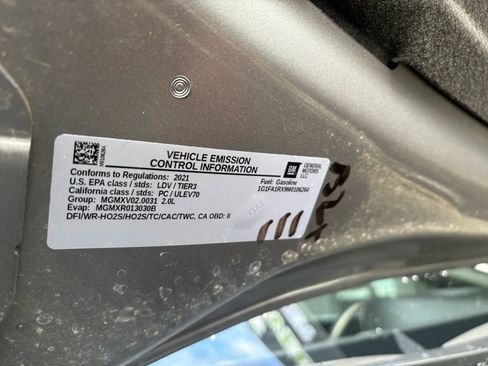 VEHICLE EMISSION
CONTROL INFORMATION
GM
GENERAL
MOTORS
LLC
Conforms to Regulations: 2021
U.S. EPA class / stds: LDV / TIER3
California class / stds: PC / ULEV70
Group: MGMXV02.0031 2.0L
Evap: MGMXR013030B
DFI/WR-HO2S/HO2S/TC/CAC/TWC, CA OBD: II
Fuel: Gasoline
1G1FA1RX9M0106264